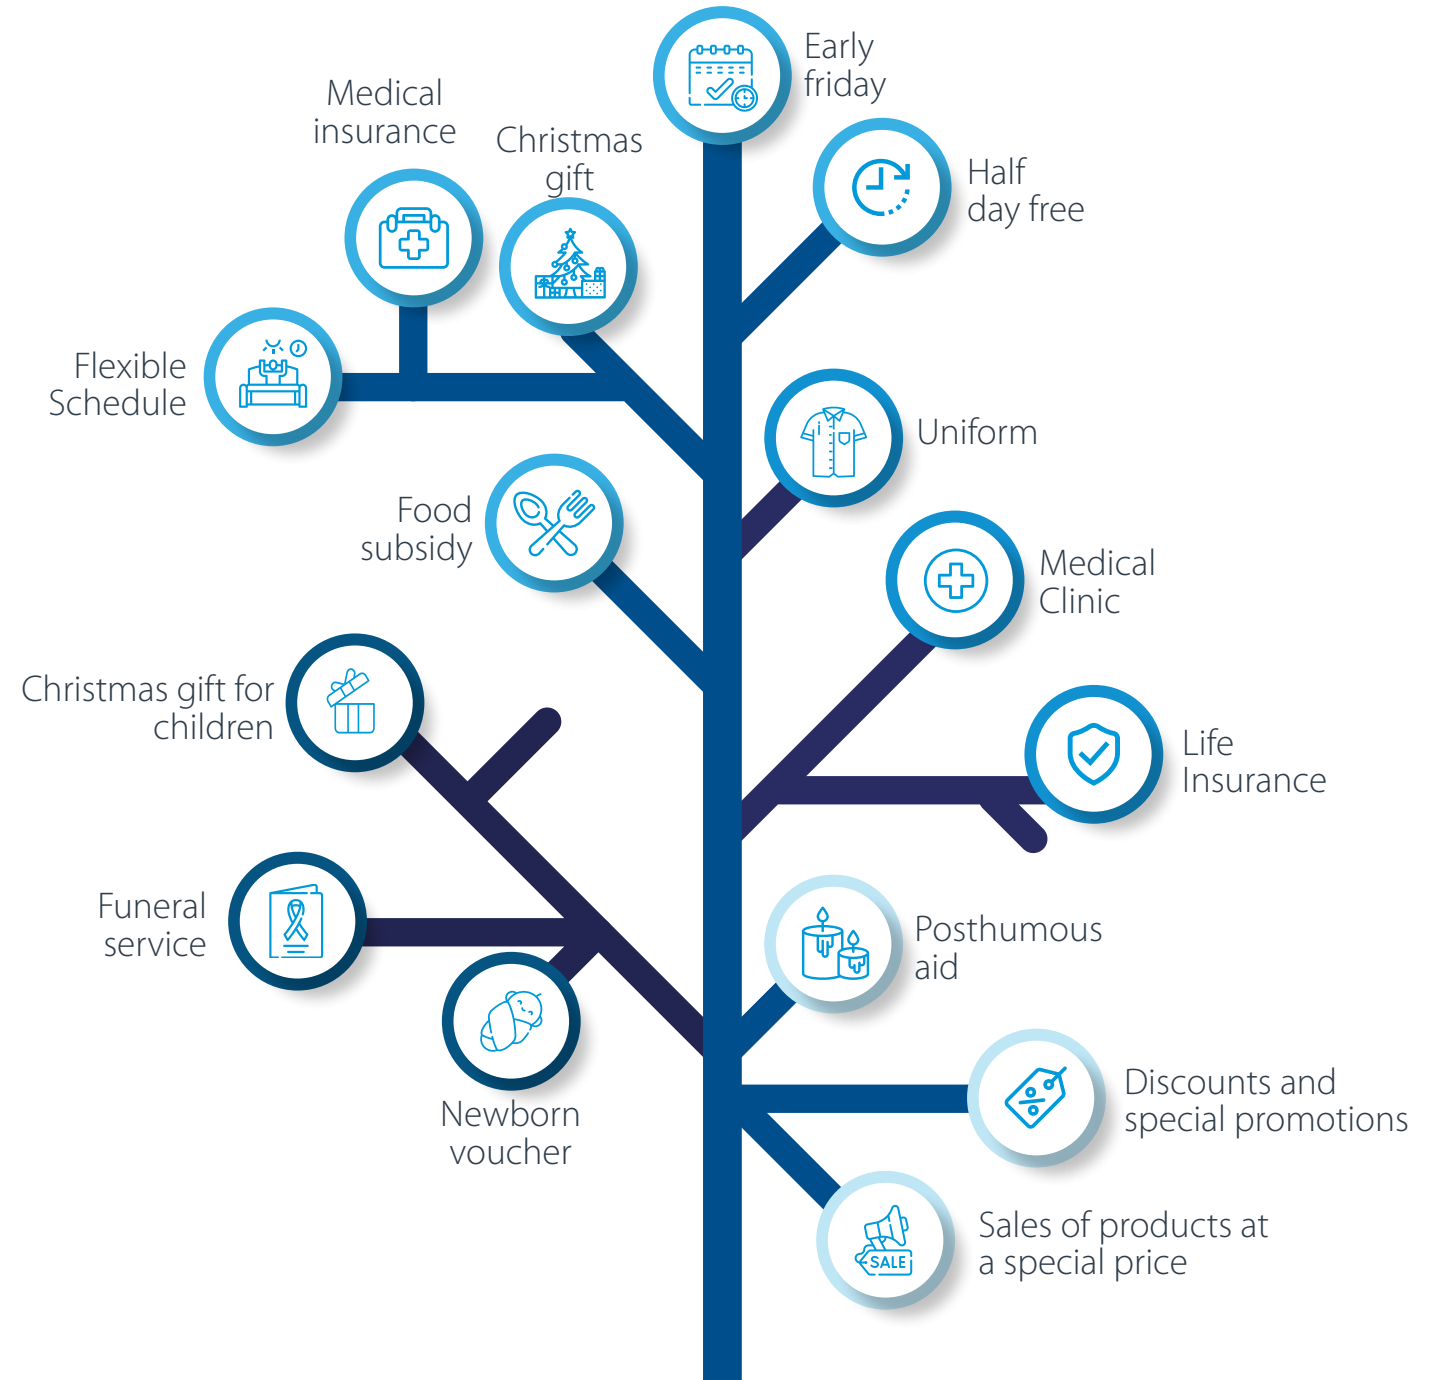 Early
friday
Medical
insurance
Christmas
gift
Half
day free
Flexible
Schedule
Uniform
Food
subsidy
Medical
Clinic
Christmas gift for
children
Life
Insurance
Funeral
service
Posthumous
aid
Newborn
voucher
Discounts and
special promotions
Sales of products at
a special price
SALE